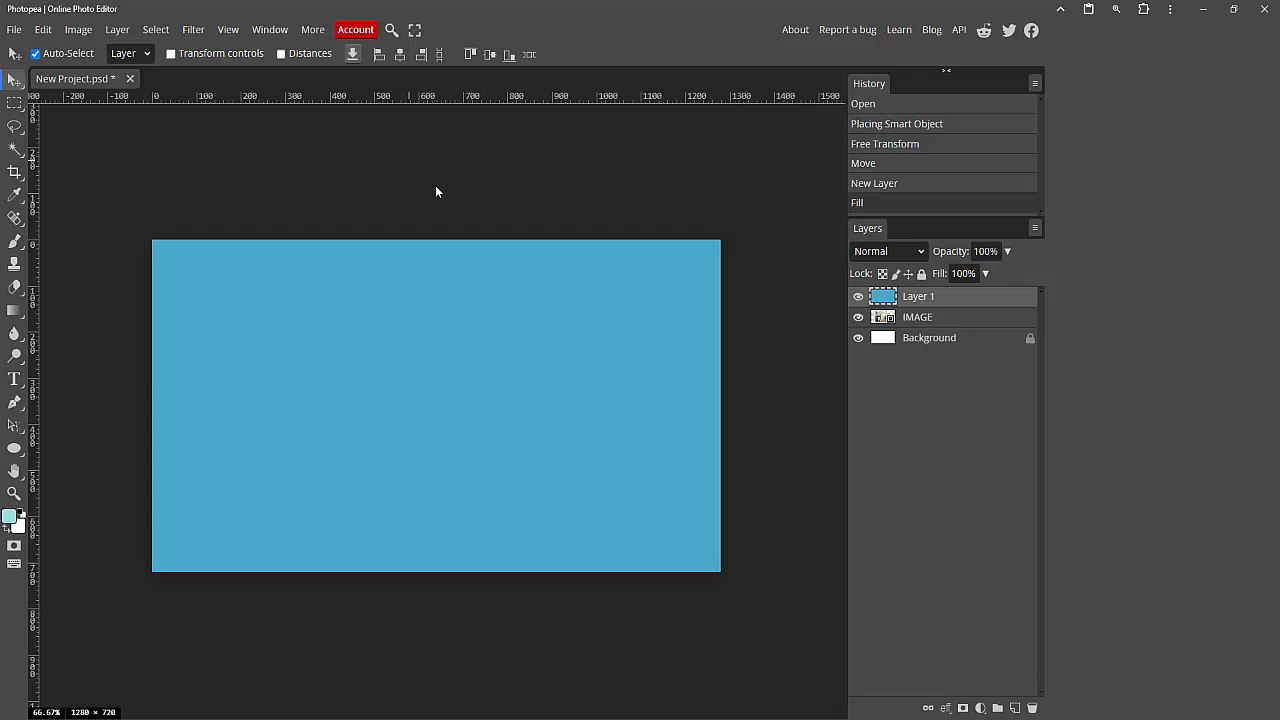 Photopea | Online Photo Editor
File Edit Image Layer Select Filter View Window More Account About Report a bug Learn Blog API
Auto-Select Layer Transform controls Distances
New Project.psd *
-200 -100 0 100 200 300 400 500 600 700 800 900 1000 1100 1200 1300 1400 1500
History
Open
Placing Smart Object
Free Transform
Move
New Layer
Fill
Layers
Normal Opacity: 100%
Lock: Fill: 100%
Layer 1
IMAGE
Background
66.67% 1280 × 720